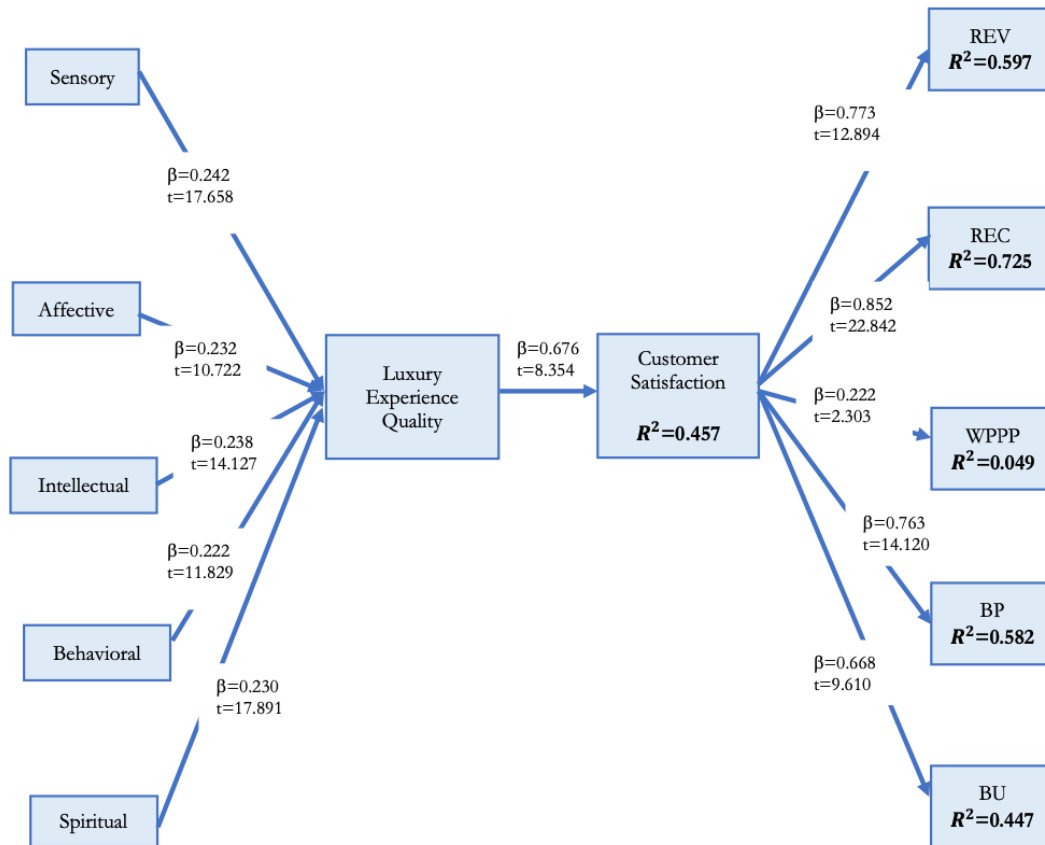 Sensory
β=0.242
t=17.658
Affective
β=0.232
t=10.722
Intellectual
β=0.238
t=14.127
Behavioral
β=0.222
t=11.829
Spiritual
β=0.230
t=17.891
Luxury
Experience
Quality
β=0.676
t=8.354
Customer
Satisfaction
R²=0.457
β=0.773
t=12.894
REV
R²=0.597
β=0.852
t=22.842
REC
R²=0.725
β=0.222
t=2.303
WPPP
R²=0.049
β=0.763
t=14.120
BP
R²=0.582
β=0.668
t=9.610
BU
R²=0.447